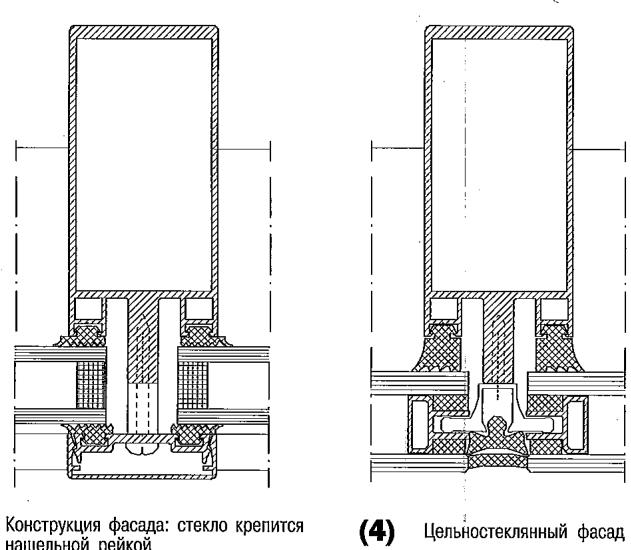 Конструкция фасада: стекло крепится
нащельной рейкой
(4) Цельностеклянный фасад